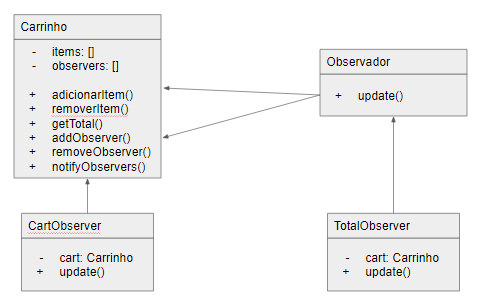 Carrinho
- items: []
- observers: []
+ adicionarItem()
+ removerItem()
+ getTotal()
+ addObserver()
+ removeObserver()
+ notifyObservers()
Observador
+ update()
CartObserver
- cart: Carrinho
+ update()
TotalObserver
- cart: Carrinho
+ update()